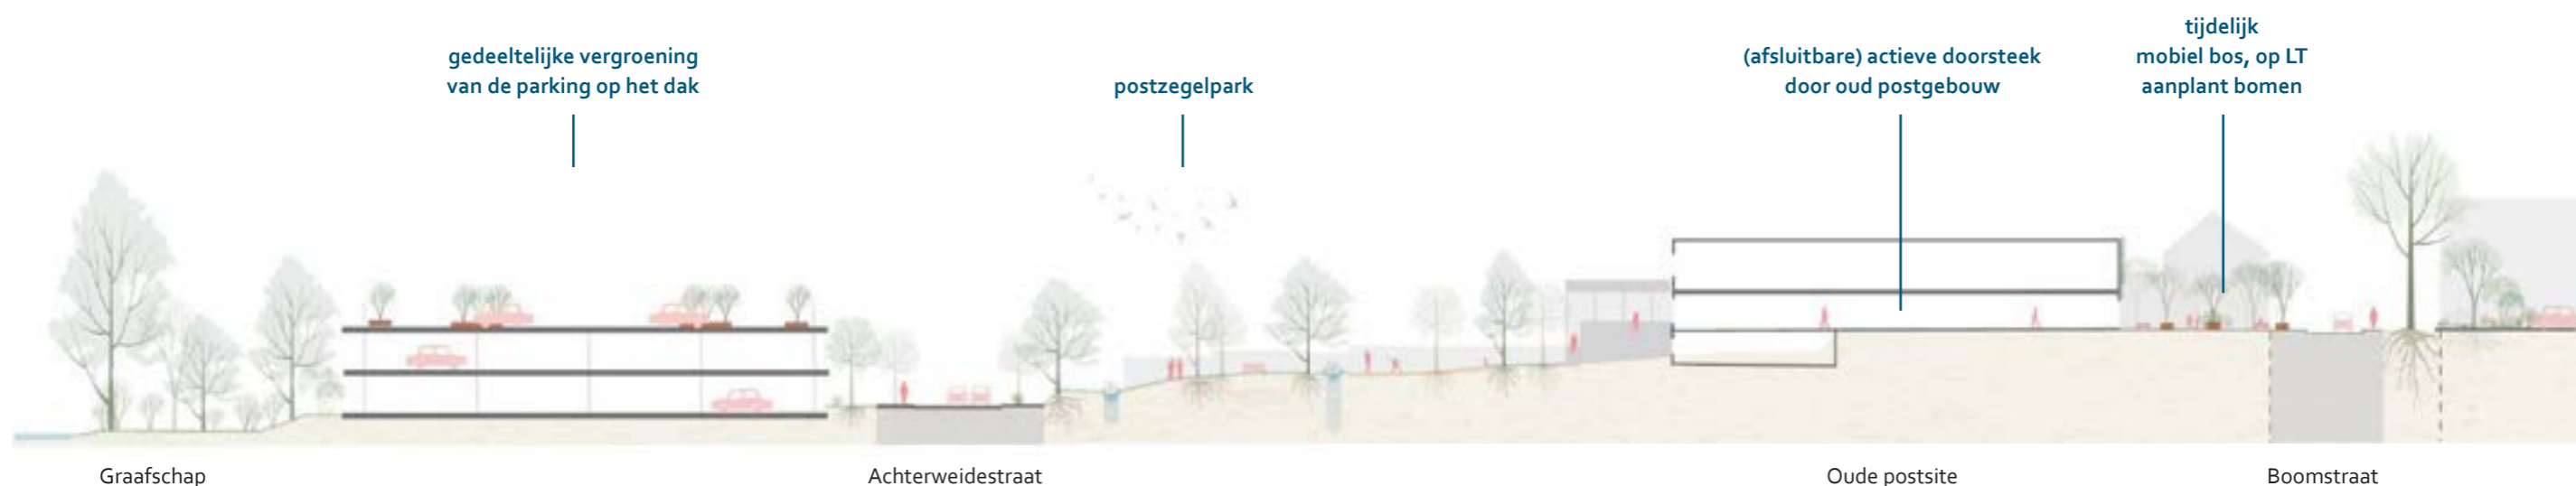 gedeeltelijke vergroening
van de parking op het dak
postzegelpark
(afsluitbare) actieve doorsteek
door oud postgebouw
tijdelijk
mobiel bos, op LT
aanplant bomen
Graafschap
Achterweidestraat
Oude postsite
Boomstraat